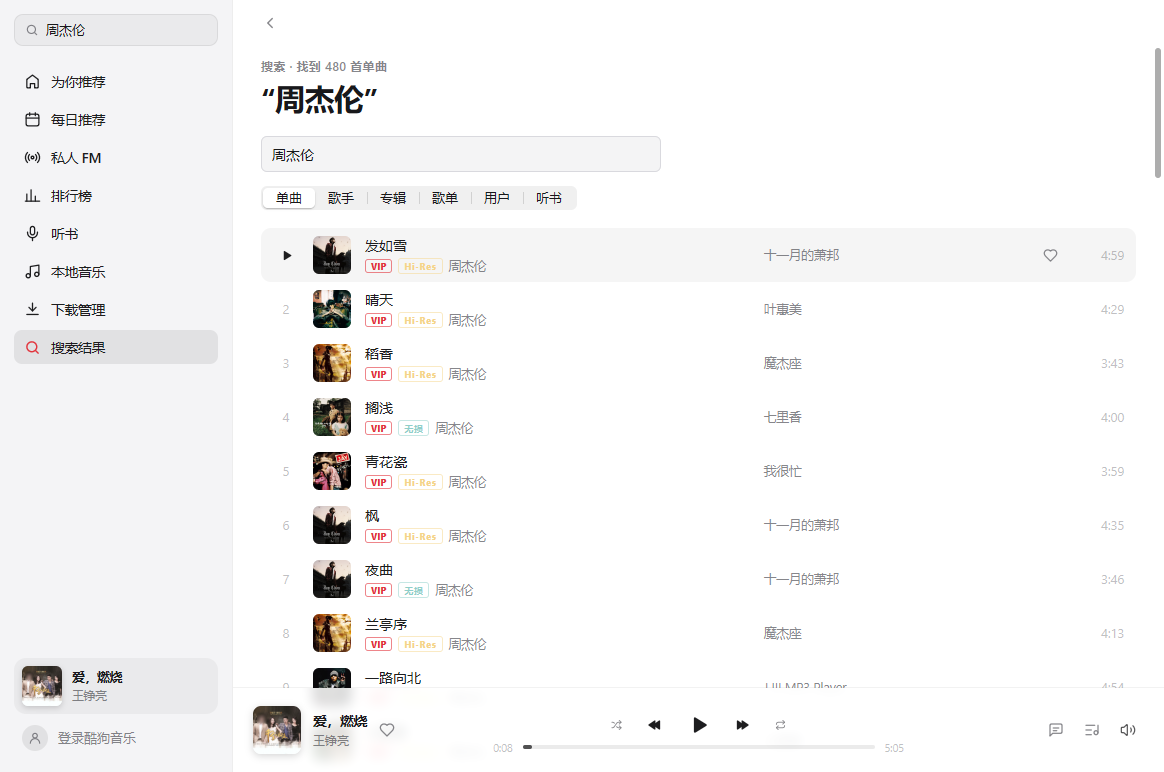 周杰伦
为你推荐
每日推荐
私人 FM
排行榜
听书
本地音乐
下载管理
搜索结果
爱，燃烧
王铮亮
登录酷狗音乐
搜索 · 找到 480 首单曲
“周杰伦”
周杰伦
单曲 歌手 专辑 歌单 用户 听书
发如雪
VIP Hi-Res 周杰伦 十一月的萧邦 4:59
2 晴天
VIP Hi-Res 周杰伦 叶惠美 4:29
3 稻香
VIP Hi-Res 周杰伦 魔杰座 3:43
4 搁浅
VIP 无损 周杰伦 七里香 4:00
5 青花瓷
VIP Hi-Res 周杰伦 我很忙 3:59
6 枫
VIP Hi-Res 周杰伦 十一月的萧邦 4:35
7 夜曲
VIP 无损 周杰伦 十一月的萧邦 3:46
8 兰亭序
VIP Hi-Res 周杰伦 魔杰座 4:13
9 一路向北
MP3 Player 4:54
爱，燃烧
王铮亮
0:08 5:05